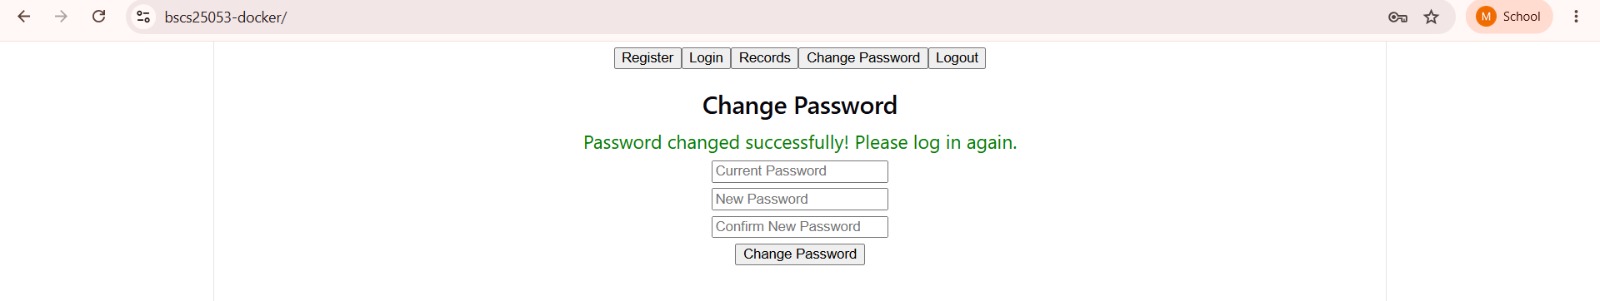 bscs25053-docker/
M School
Register Login Records Change Password Logout
Change Password
Password changed successfully! Please log in again.
Current Password
New Password
Confirm New Password
Change Password